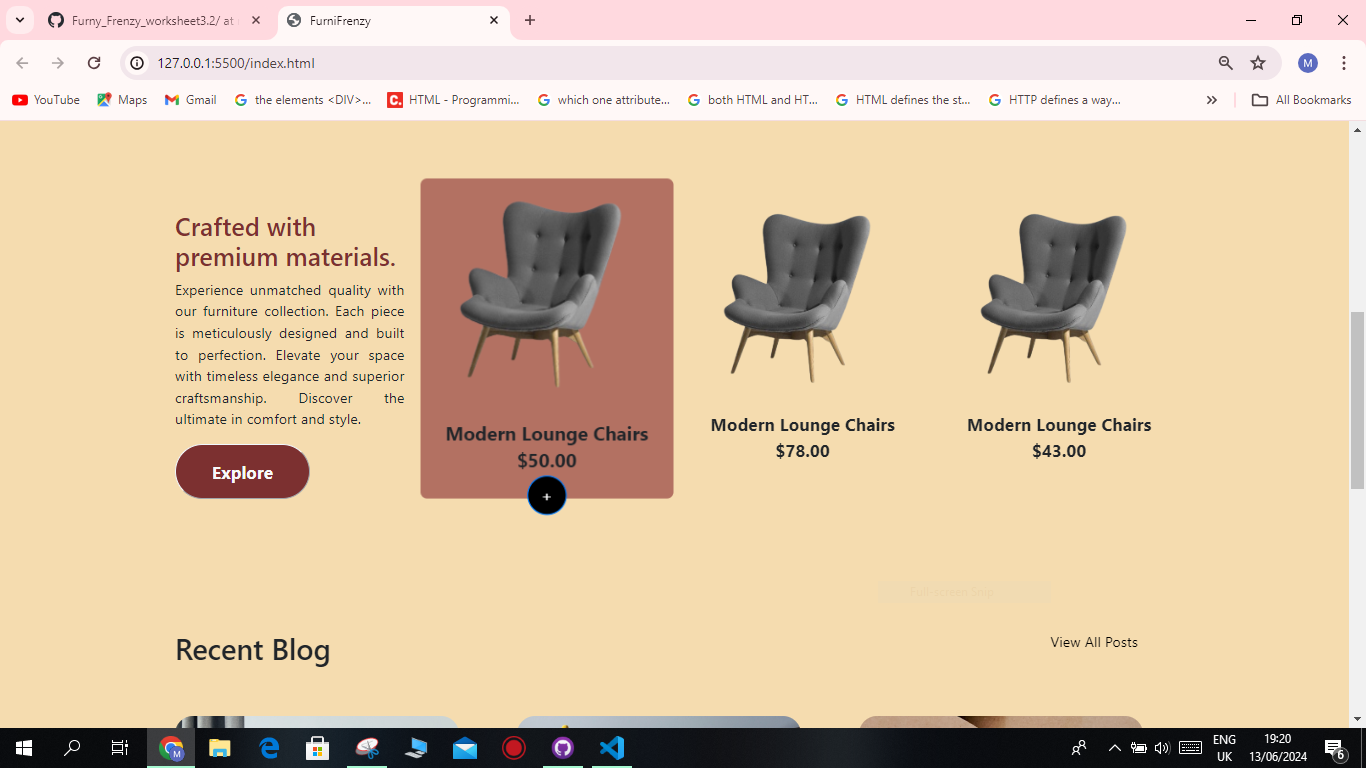 Furny_Frenzy_worksheet3.2/ at
FurniFrenzy
127.0.0.1:5500/index.html
M
YouTube
Maps
Gmail
the elements <DIV>...
HTML - Programmi...
which one attribute...
both HTML and HT...
HTML defines the st...
HTTP defines a way...
All Bookmarks
Crafted with
premium materials.
Experience unmatched quality with
our furniture collection. Each piece
is meticulously designed and built
to perfection. Elevate your space
with timeless elegance and superior
craftsmanship. Discover the
ultimate in comfort and style.
Explore
Modern Lounge Chairs
$50.00
+
Modern Lounge Chairs
$78.00
Modern Lounge Chairs
$43.00
Recent Blog
View All Posts
M
ENG
UK
19:20
13/06/2024
6